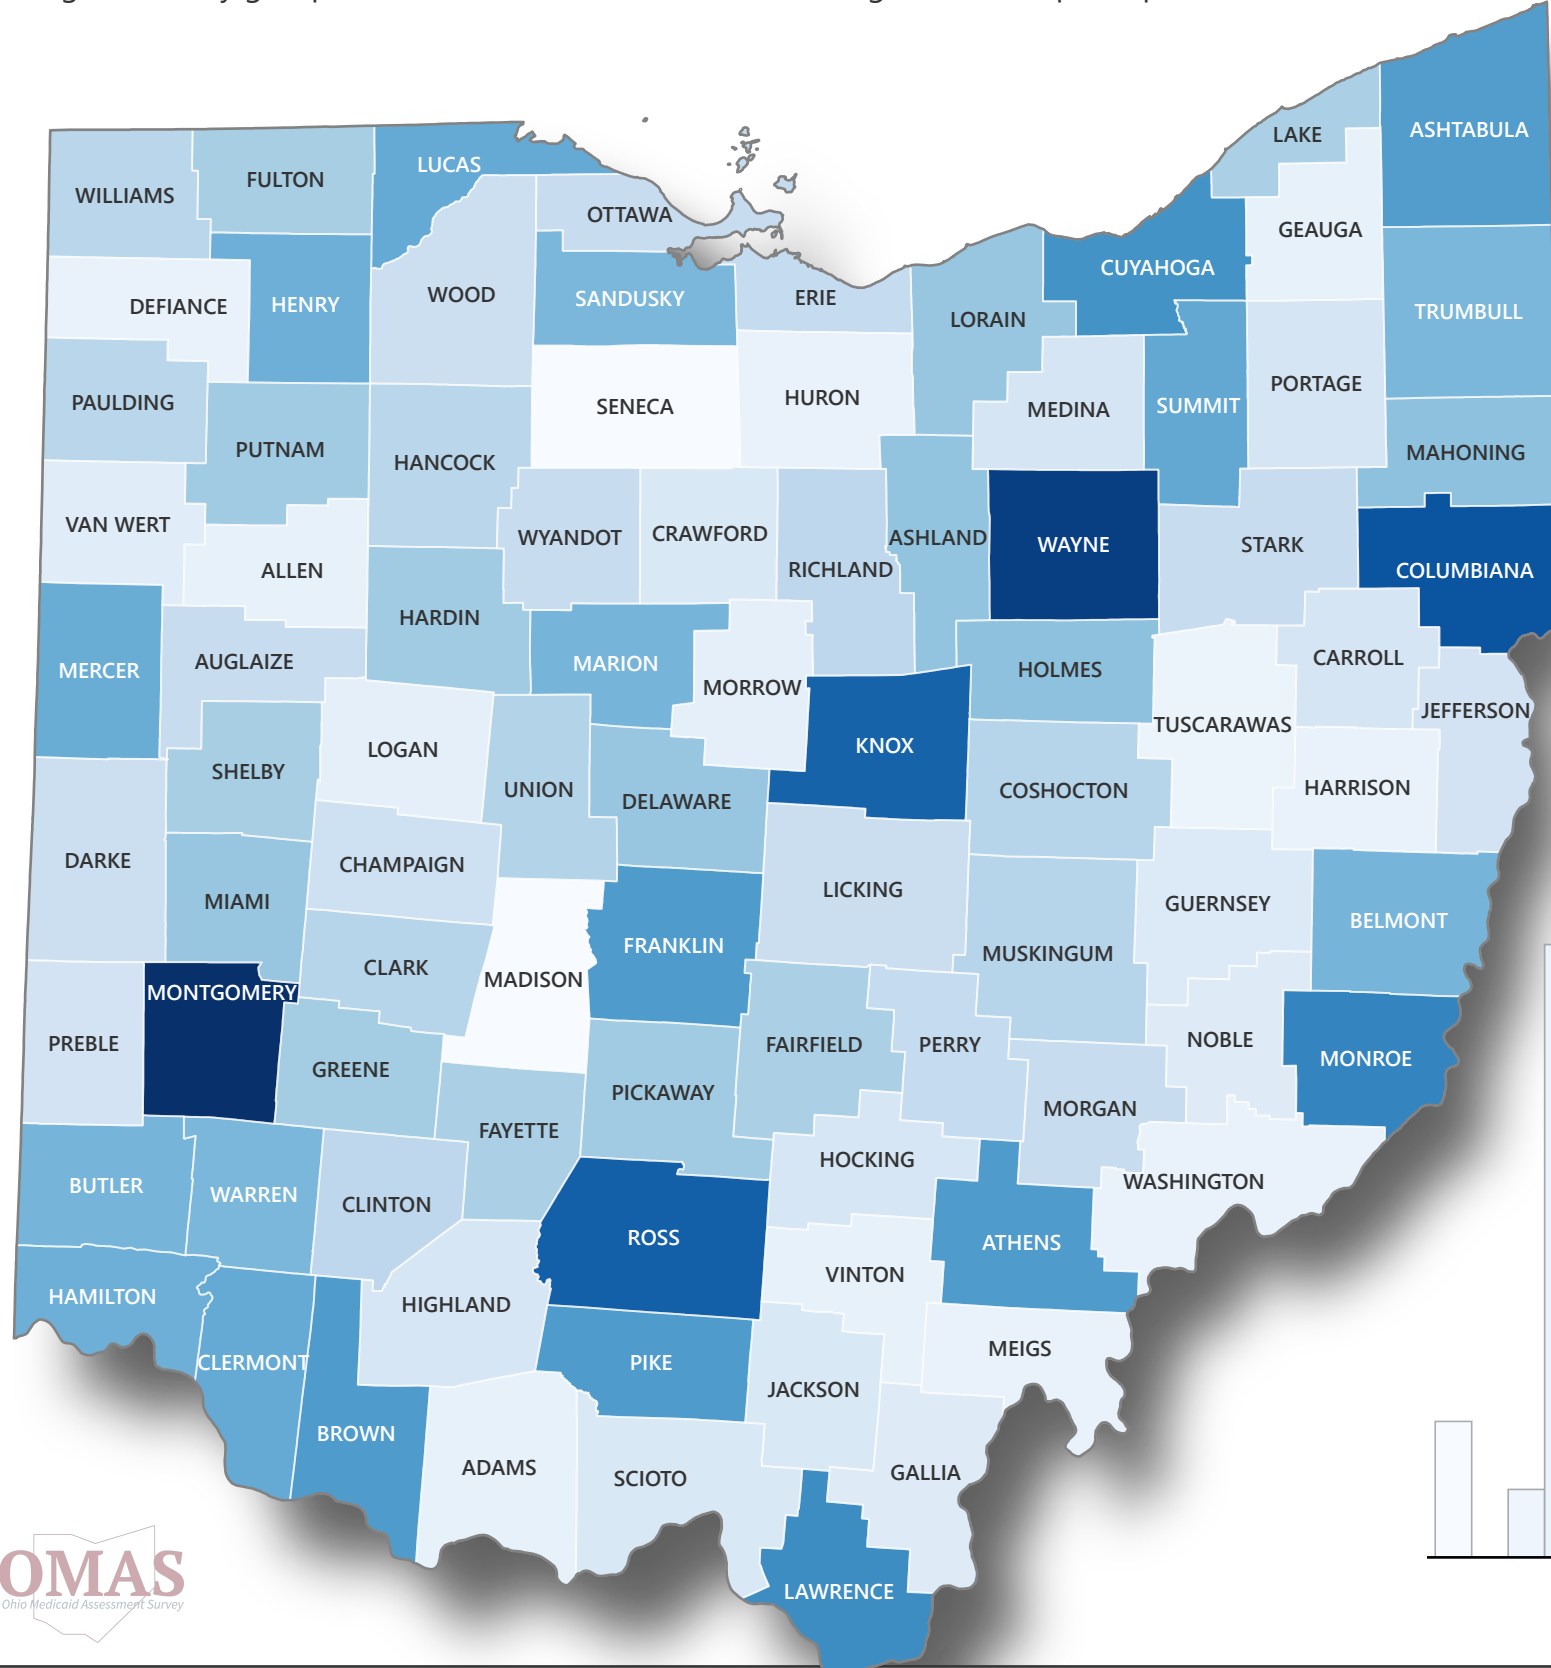 ASHTABULA
LAKE
LUCAS
FULTON
WILLIAMS
OTTAWA
GEAUGA
CUYAHOGA
WOOD
SANDUSKY
ERIE
HENRY
DEFIANCE
LORAIN
TRUMBULL
PORTAGE
HURON
PAULDING
SENECA
SUMMIT
MEDINA
PUTNAM
MAHONING
HANCOCK
VAN WERT
CRAWFORD
WYANDOT
ASHLAND
WAYNE
STARK
ALLEN
RICHLAND
COLUMBIANA
HARDIN
CARROLL
AUGLAIZE
MARION
MERCER
HOLMES
MORROW
JEFFERSON
TUSCARAWAS
KNOX
LOGAN
SHELBY
HARRISON
UNION
COSHOCTON
DELAWARE
DARKE
CHAMPAIGN
LICKING
MIAMI
GUERNSEY
BELMONT
FRANKLIN
MUSKINGUM
CLARK
MADISON
MONTGOMERY
NOBLE
PREBLE
FAIRFIELD
PERRY
MONROE
GREENE
PICKAWAY
MORGAN
FAYETTE
HOCKING
WASHINGTON
BUTLER
WARREN
CLINTON
ROSS
ATHENS
VINTON
HAMILTON
HIGHLAND
MEIGS
CLERMONT
PIKE
JACKSON
BROWN
ADAMS
GALLIA
SCIOTO
LAWRENCE
OMAS
Ohio Medicaid Assessment Survey